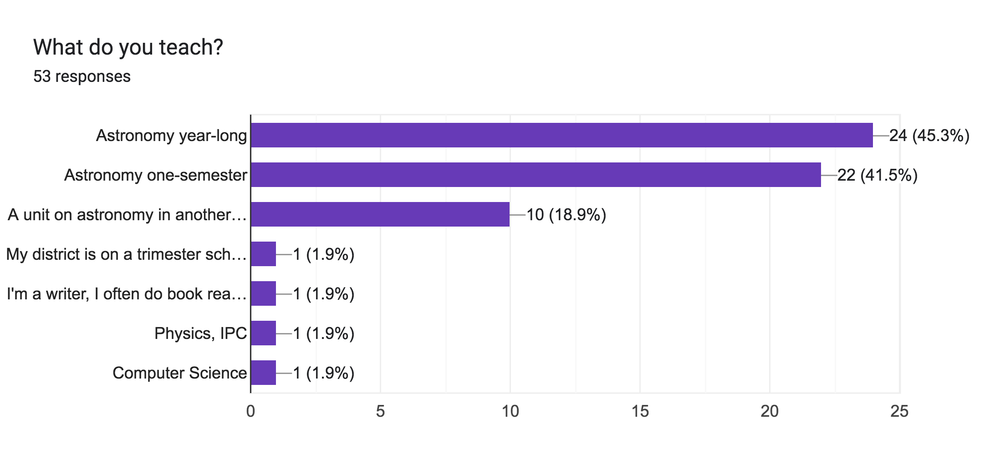 What do you teach?
53 responses
Astronomy year-long 24 (45.3%)
Astronomy one-semester 22 (41.5%)
A unit on astronomy in another… 10 (18.9%)
My district is on a trimester sch… 1 (1.9%)
I'm a writer, I often do book rea… 1 (1.9%)
Physics, IPC 1 (1.9%)
Computer Science 1 (1.9%)
0 5 10 15 20 25